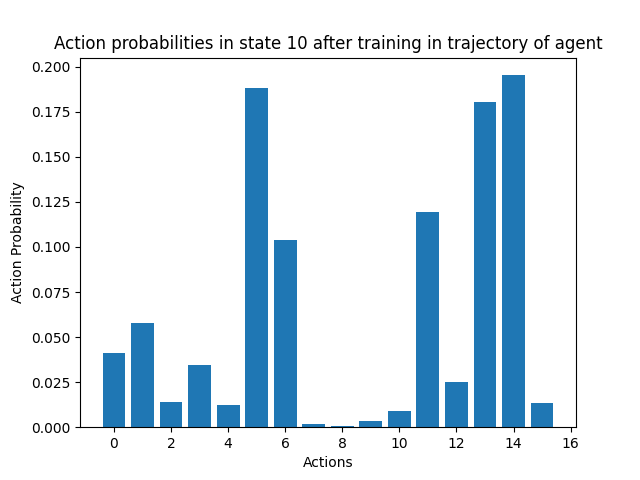 Action probabilities in state 10 after training in trajectory of agent
0.200
0.175
0.150
0.125
0.100
0.075
0.050
0.025
0.000
Action Probability
0 2 4 6 8 10 12 14 16
Actions